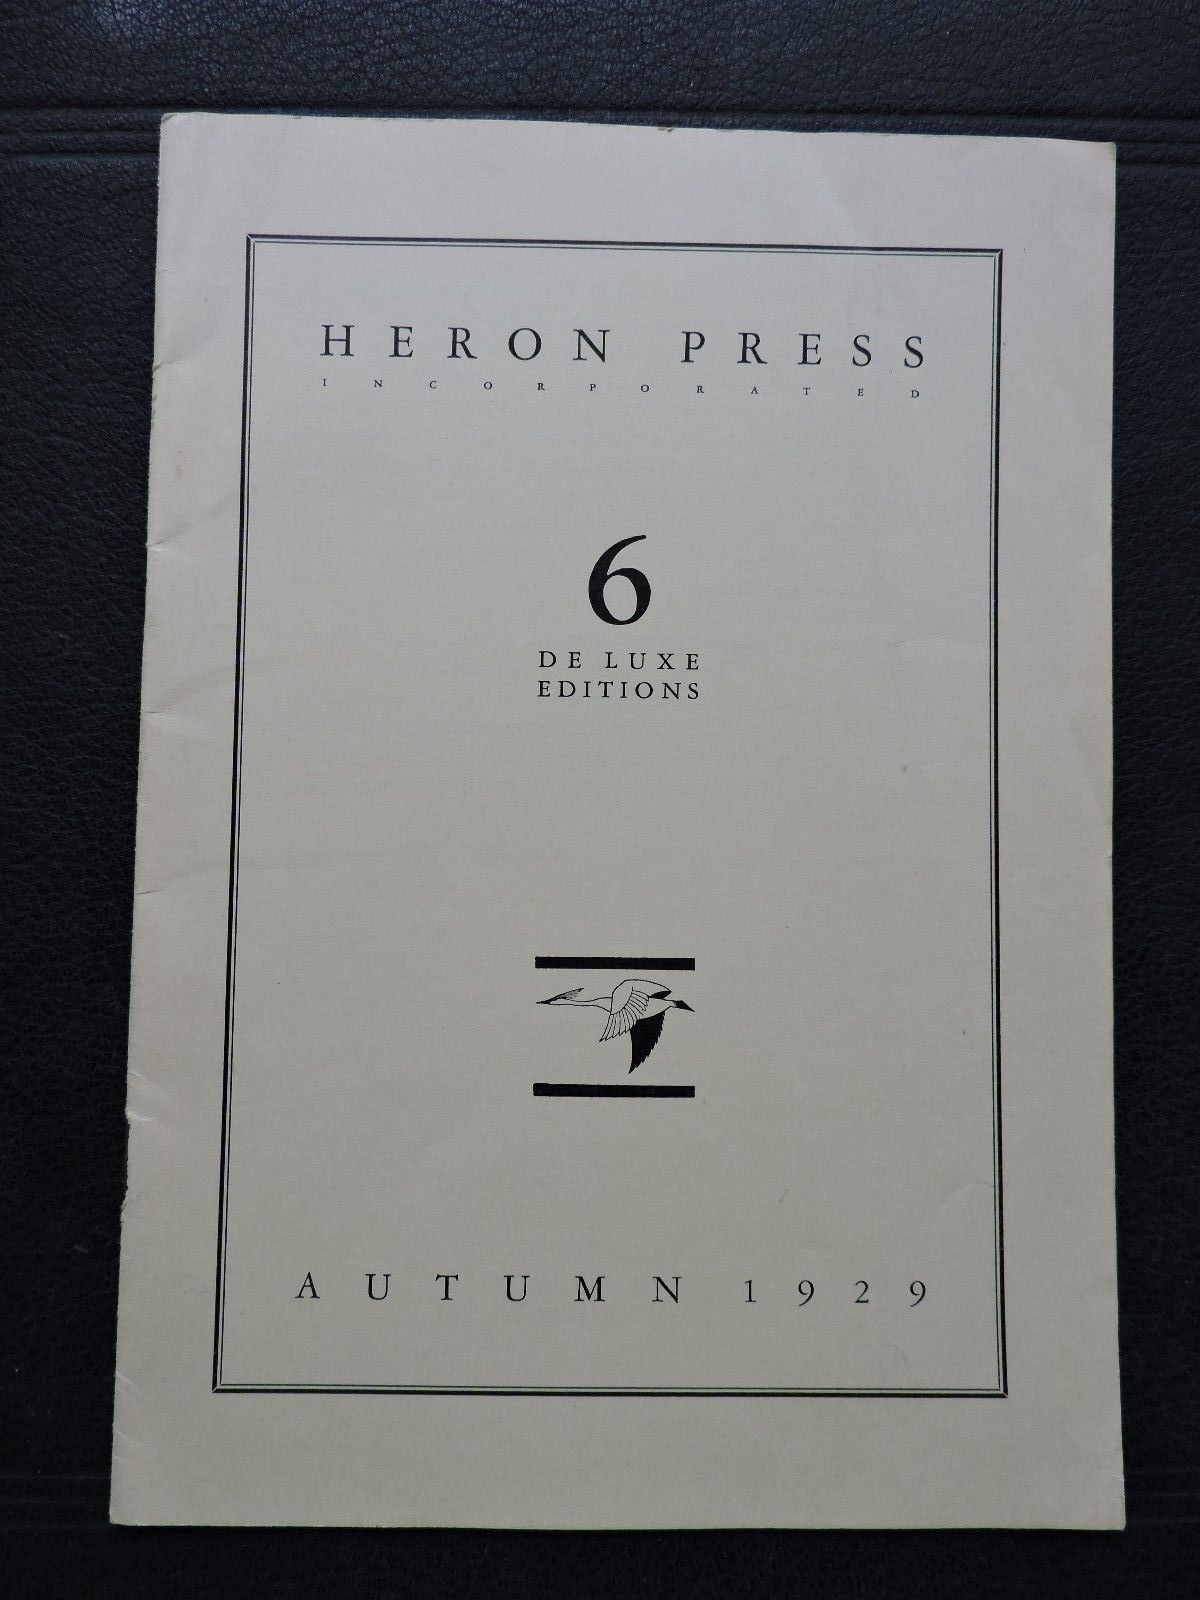 HERON PRESS
INCORPORATED
6
DE LUXE
EDITIONS
AUTUMN 1929